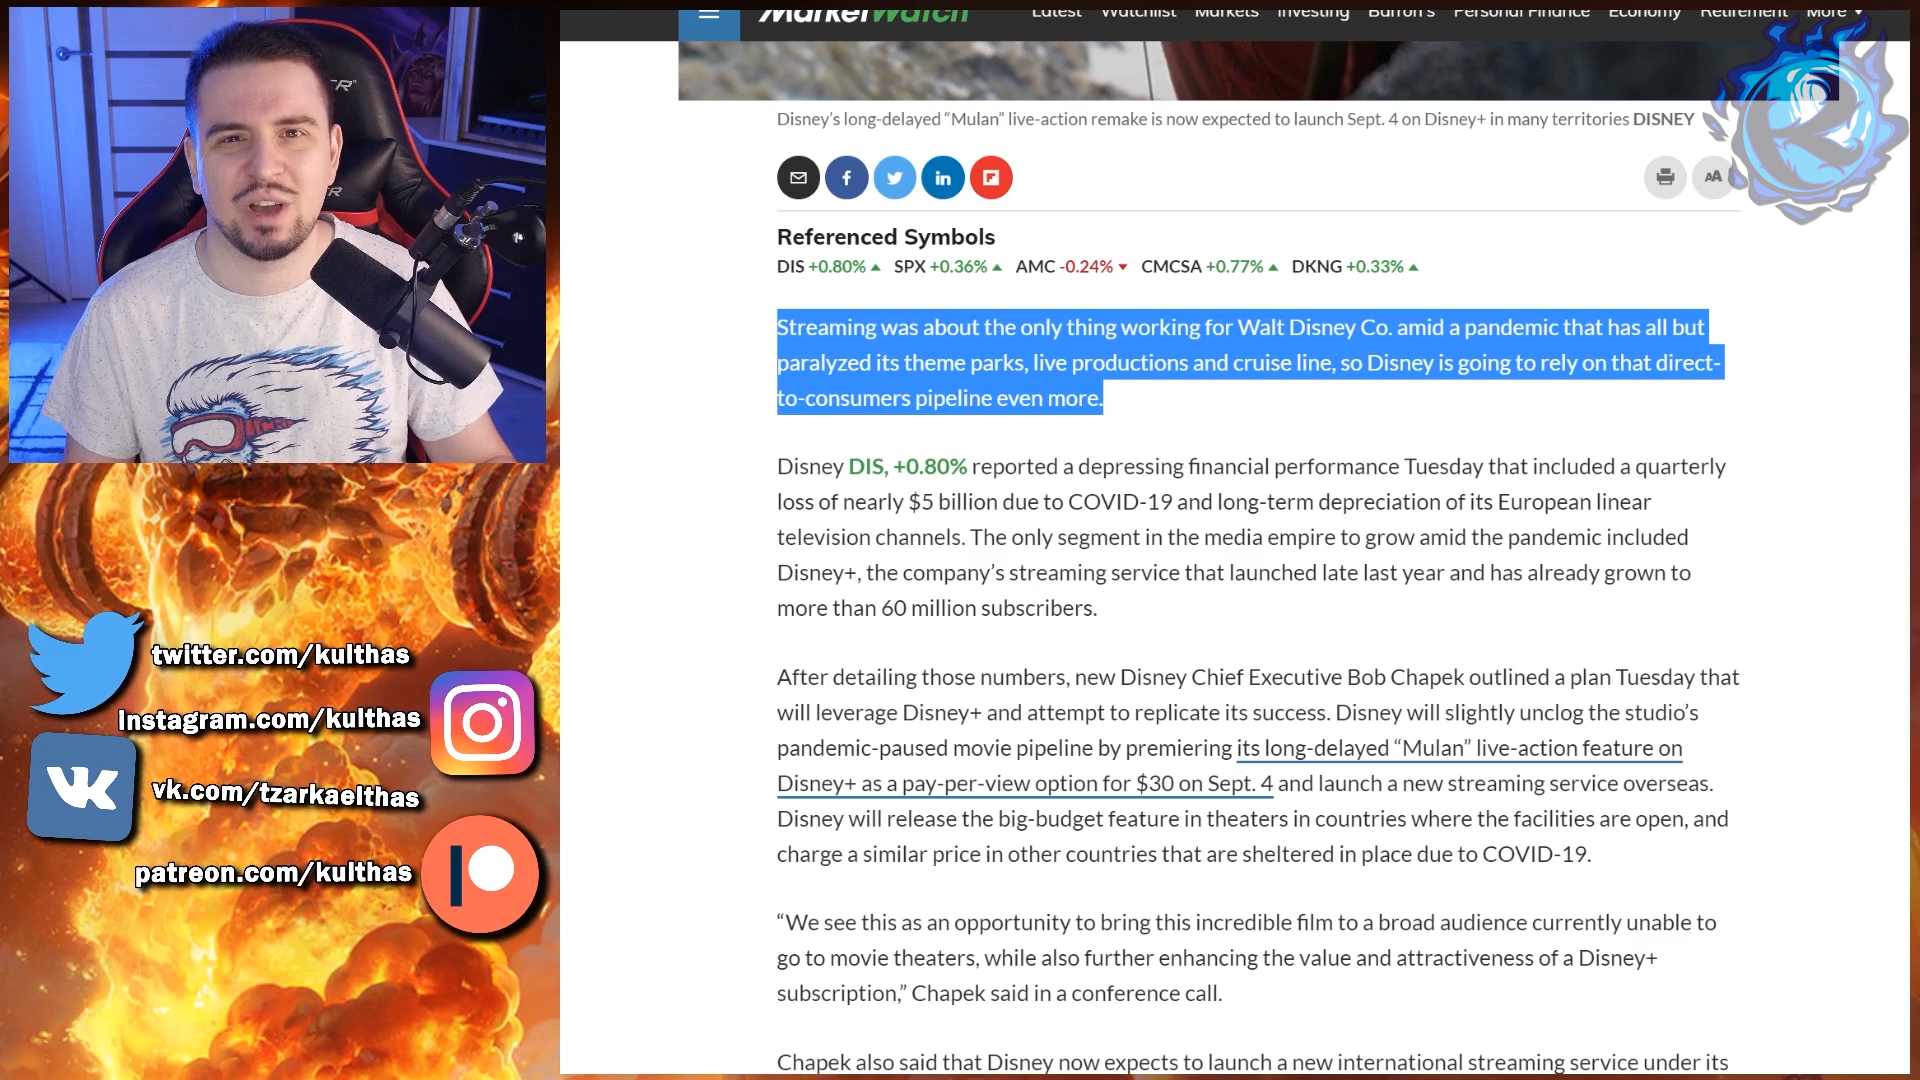 MarketWatch
Latest Watchlist Markets Investing Barron's Personal Finance Economy Retirement More
Disney's long-delayed “Mulan” live-action remake is now expected to launch Sept. 4 on Disney+ in many territories DISNEY
AA
Referenced Symbols
DIS +0.80% SPX +0.36% AMC -0.24% CMCSA +0.77% DKNG +0.33%
Streaming was about the only thing working for Walt Disney Co. amid a pandemic that has all but
paralyzed its theme parks, live productions and cruise line, so Disney is going to rely on that direct-
to-consumers pipeline even more.
Disney DIS, +0.80% reported a depressing financial performance Tuesday that included a quarterly
loss of nearly $5 billion due to COVID-19 and long-term depreciation of its European linear
television channels. The only segment in the media empire to grow amid the pandemic included
Disney+, the company's streaming service that launched late last year and has already grown to
more than 60 million subscribers.
After detailing those numbers, new Disney Chief Executive Bob Chapek outlined a plan Tuesday that
will leverage Disney+ and attempt to replicate its success. Disney will slightly unclog the studio's
pandemic-paused movie pipeline by premiering its long-delayed “Mulan” live-action feature on
Disney+ as a pay-per-view option for $30 on Sept. 4 and launch a new streaming service overseas.
Disney will release the big-budget feature in theaters in countries where the facilities are open, and
charge a similar price in other countries that are sheltered in place due to COVID-19.
“We see this as an opportunity to bring this incredible film to a broad audience currently unable to
go to movie theaters, while also further enhancing the value and attractiveness of a Disney+
subscription,” Chapek said in a conference call.
Chapek also said that Disney now expects to launch a new international streaming service under its
twitter.com/kulthas
instagram.com/kulthas
vk.com/tzarkaelthas
patreon.com/kulthas